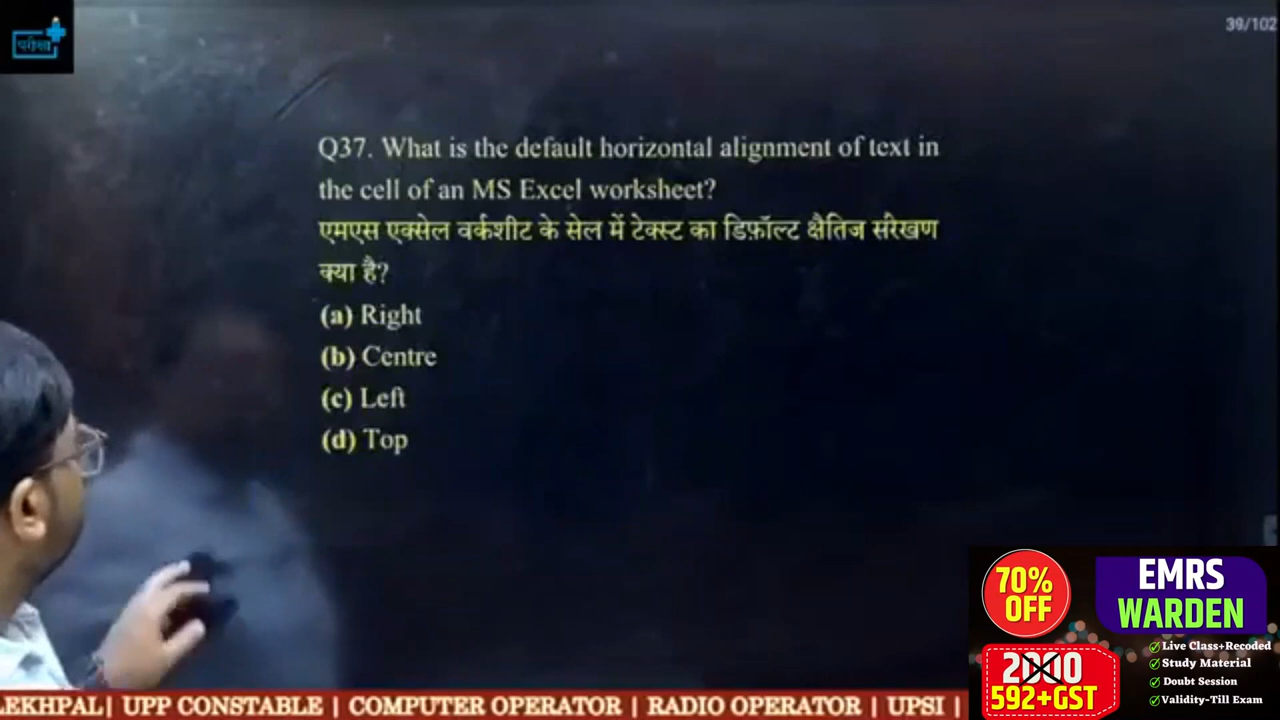 परीक्षा
39/102
Q37. What is the default horizontal alignment of text in
the cell of an MS Excel worksheet?
एमएस एक्सेल वर्कशीट के सेल में टेक्स्ट का डिफ़ॉल्ट क्षैतिज संरेखण
क्या है?
(a) Right
(b) Centre
(c) Left
(d) Top
70%
OFF
EMRS
WARDEN
2000
592+GST
Live Class+Recoded
Study Material
Doubt Session
Validity-Till Exam
LEKHPAL| UPP CONSTABLE | COMPUTER OPERATOR | RADIO OPERATOR | UPSI |